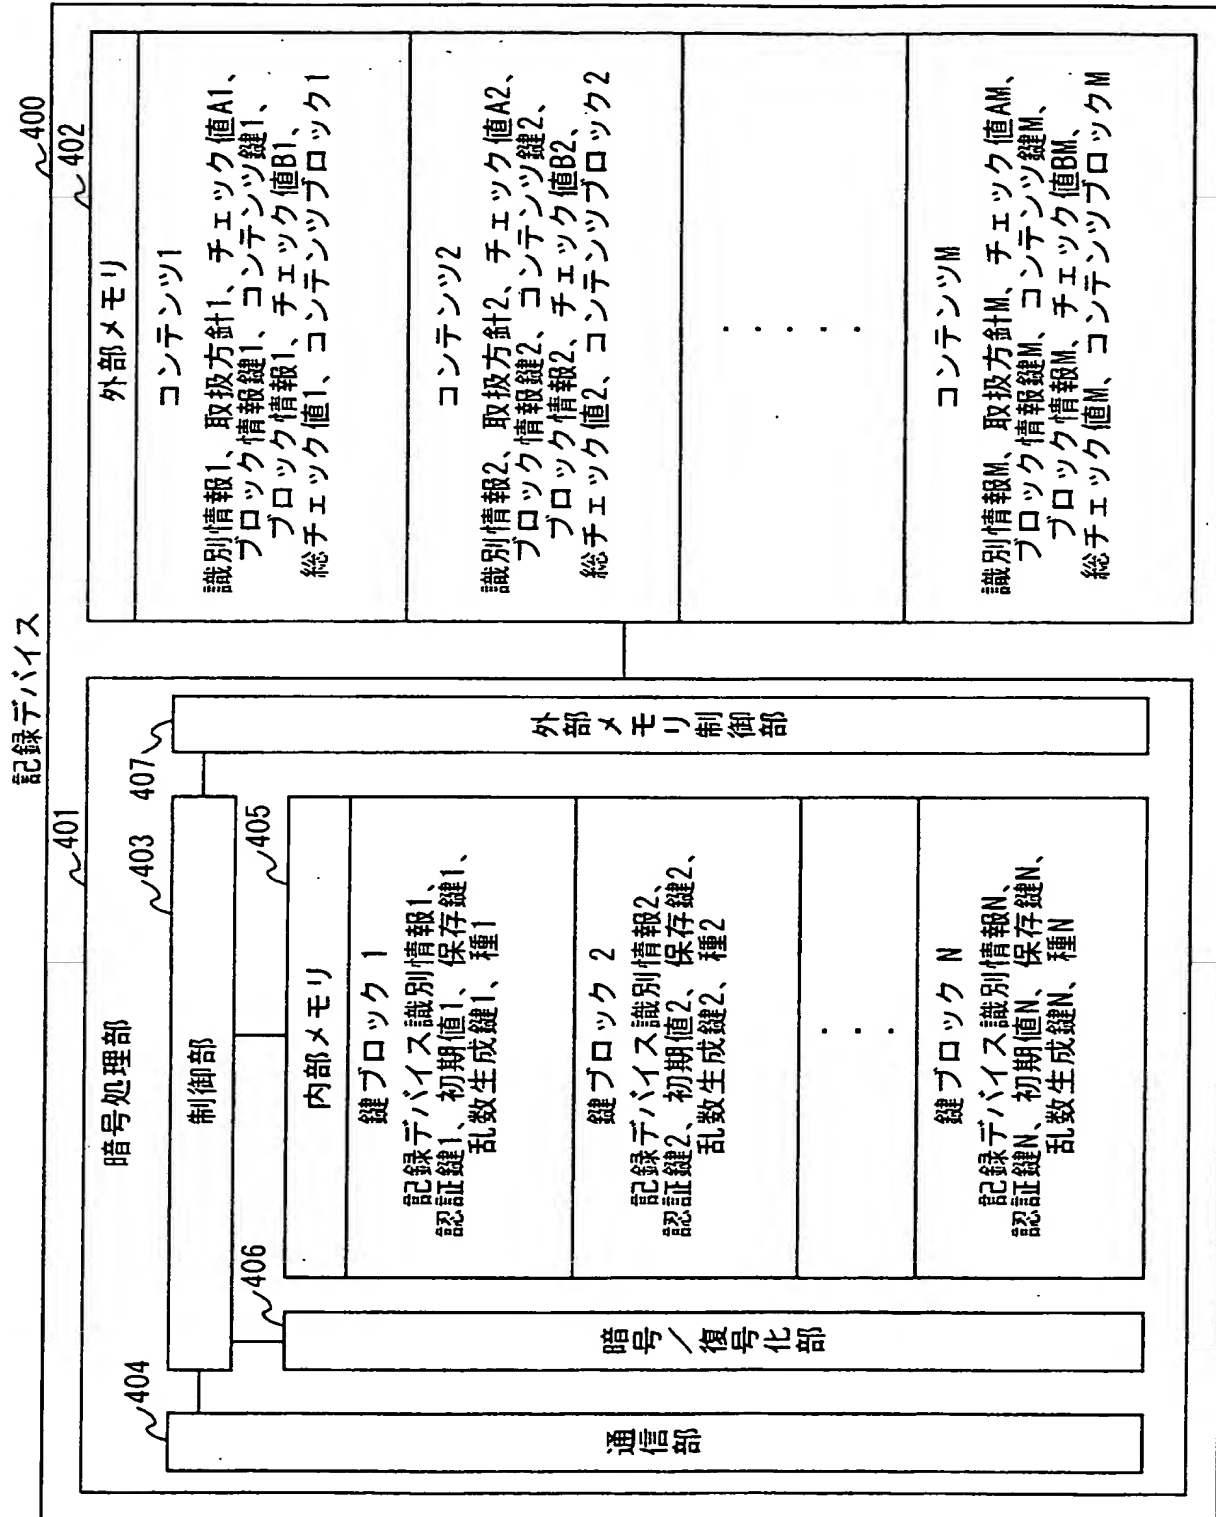 記録デバイス
400
401
暗号処理部
403
制御部
404
通信部
406
暗号/復号化部
405
内部メモリ
鍵ブロック 1
記録デバイス識別情報1、
認証鍵1、初期値1、保存鍵1、
乱数生成鍵1、種1
鍵ブロック 2
記録デバイス識別情報2、
認証鍵2、初期値2、保存鍵2、
乱数生成鍵2、種2
・・・
鍵ブロック N
記録デバイス識別情報N、
認証鍵N、初期値N、保存鍵N、
乱数生成鍵N、種N
407
外部メモリ制御部
402
外部メモリ
コンテンツ1
識別情報1、取扱方針1、チェック値A1、
ブロック情報鍵1、コンテンツ鍵1、
ブロック情報1、チェック値B1、
総チェック値1、コンテンツブロック1
コンテンツ2
識別情報2、取扱方針2、チェック値A2、
ブロック情報鍵2、コンテンツ鍵2、
ブロック情報2、チェック値B2、
総チェック値2、コンテンツブロック2
・・・・・
コンテンツM
識別情報M、取扱方針M、チェック値AM、
ブロック情報鍵M、コンテンツ鍵M、
ブロック情報M、チェック値BM、
総チェック値M、コンテンツブロックM